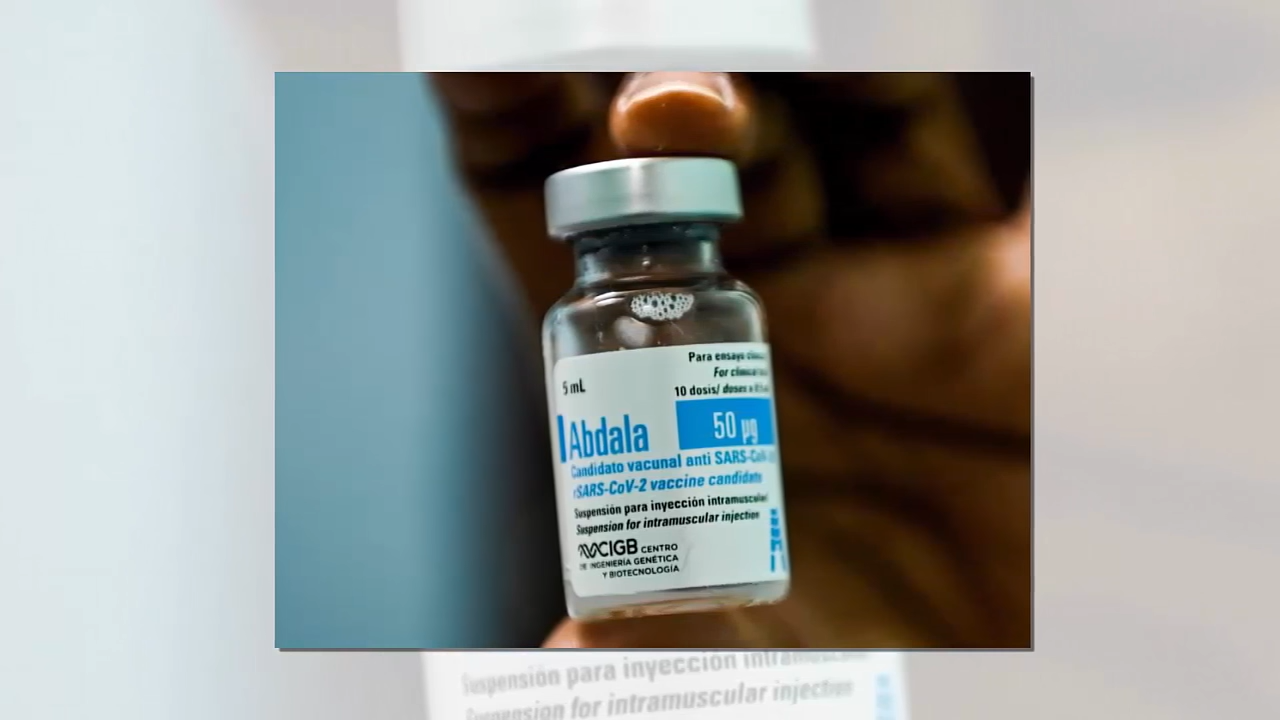 Para ensayo
For clinical
5 mL
10 dosis/ doses
Abdala
50 µg
Candidato vacunal anti SARS-CoV-
rSARS-CoV-2 vaccine candidate
Suspensión para inyección intramuscular
Suspension for intramuscular injection
CIGB CENTRO
DE INGENIERÍA GENÉTICA
Y BIOTECNOLOGÍA
Suspensión para inyección intramuscular
Suspension for intramuscular injection